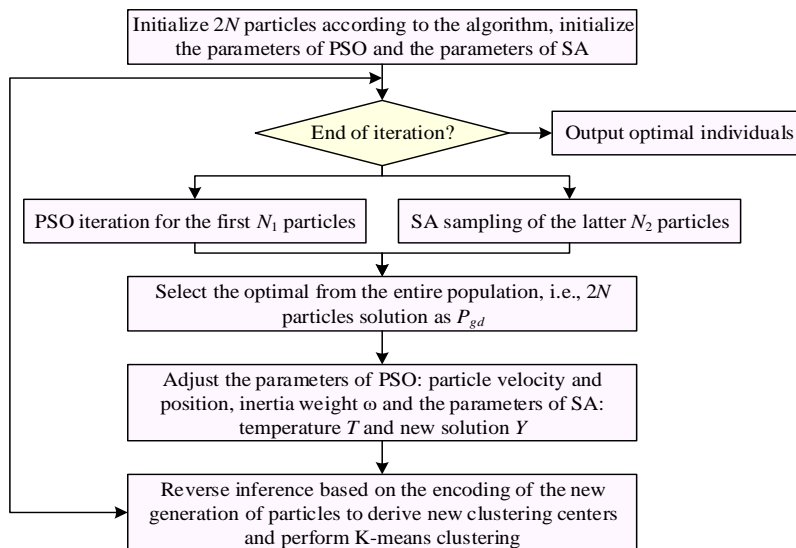 Initialize 2N particles according to the algorithm, initialize
the parameters of PSO and the parameters of SA
End of iteration?
Output optimal individuals
PSO iteration for the first N₁ particles
SA sampling of the latter N₂ particles
Select the optimal from the entire population, i.e., 2N
particles solution as P_gd
Adjust the parameters of PSO: particle velocity and
position, inertia weight ω and the parameters of SA:
temperature T and new solution Y
Reverse inference based on the encoding of the new
generation of particles to derive new clustering centers
and perform K-means clustering